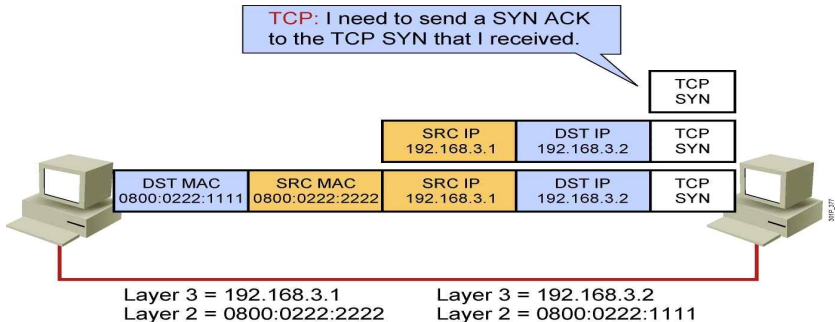 TCP: I need to send a SYN ACK
to the TCP SYN that I received.
TCP
SYN
SRC IP
192.168.3.1
DST IP
192.168.3.2
TCP
SYN
DST MAC
0800:0222:1111
SRC MAC
0800:0222:2222
SRC IP
192.168.3.1
DST IP
192.168.3.2
TCP
SYN
301P_377
Layer 3 = 192.168.3.1
Layer 2 = 0800:0222:2222
Layer 3 = 192.168.3.2
Layer 2 = 0800:0222:1111